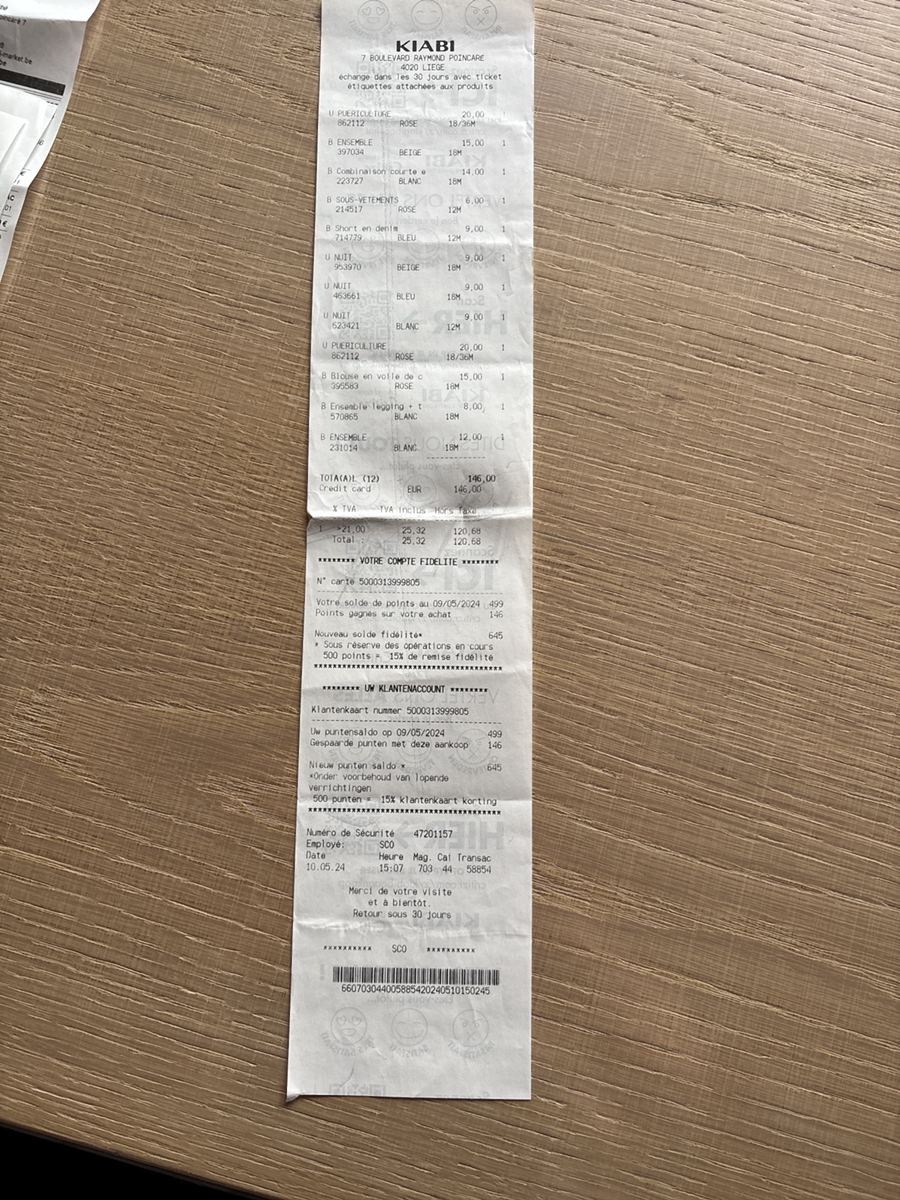 KIABI
7 BOULEVARD RAYMOND POINCARE
4020 LIEGE
échange dans les 30 jours avec ticket
étiquettes attachées aux produits
U PUERICULTURE 20,00 1
862112 ROSE 18/36M
B ENSEMBLE 15,00 1
397034 BEIGE 18M
B Combinaison courte e 14,00 1
223727 BLANC 18M
B SOUS-VETEMENTS 6,00 1
214517 ROSE 12M
B Short en denim 9,00 1
714779 BLEU 12M
U NUIT 9,00 1
953970 BEIGE 18M
U NUIT 9,00 1
463661 BLEU 18M
U NUIT 9,00 1
623421 BLANC 12M
U PUERICULTURE 20,00 1
862112 ROSE 18/36M
B Blouse en voile de c 15,00 1
395583 ROSE 18M
B Ensemble legging + t 8,00 1
570865 BLANC 18M
B ENSEMBLE 12,00 1
231014 BLANC 18M
TOTA(A)L (12) 146,00
Credit card EUR 146,00
% TVA TVA inclus Hors Taxe
1 -21,00 25,32 120,68
Total : 25,32 120,68
******** VOTRE COMPTE FIDELITE ********
N° carte 5000313999805
Votre solde de points au 09/05/2024 499
Points gagnés sur votre achat 146
Nouveau solde fidélité* 645
* Sous réserve des opérations en cours
500 points = 15% de remise fidélité
******** UW KLANTENACCOUNT ********
Klantenkaart nummer 5000313999805
Uw puntensaldo op 09/05/2024 499
Gespaarde punten met deze aankoop 146
Nieuw punten saldo * 645
*Onder voorbehoud van lopende
verrichtingen
500 punten = 15% klantenkaart korting
Numéro de Sécurité 47201157
Employé: SCO
Date Heure Mag. Cai Transac
10.05.24 15:07 703 44 58854
Merci de votre visite
et à bientôt.
Retour sous 30 jours
********** SCO **********
660703044005885420240510150245